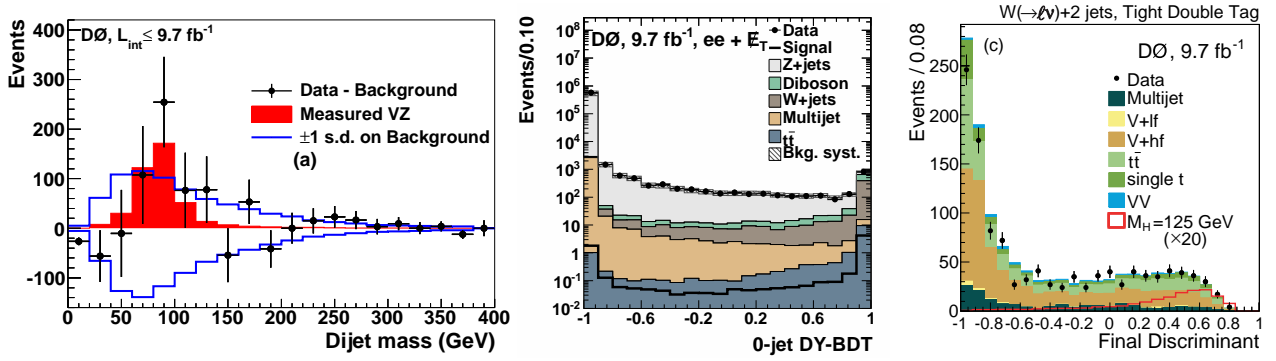 400
300
200
100
0
-100
Events
DØ, L_int ≤ 9.7 fb⁻¹
Data - Background
Measured VZ
±1 s.d. on Background
(a)
0 50 100 150 200 250 300 350 400
Dijet mass (GeV)
Events/0.10
10⁷
10⁶
10⁵
10⁴
10³
10²
10
1
10⁻¹
10⁻²
DØ, 9.7 fb⁻¹, ee + E̸_T
Data
Signal
Z+jets
Diboson
W+jets
Multijet
tt̄
Bkg. syst.
-1 -0.6 -0.2 0.2 0.6 1
0-jet DY-BDT
W(→ℓν)+2 jets, Tight Double Tag
Events / 0.08
250
200
150
100
50
0
(c)
DØ, 9.7 fb⁻¹
Data
Multijet
V+lf
V+hf
tt̄
single t
VV
M_H=125 GeV
(×20)
-1 -0.8 -0.6 -0.4 -0.2 0 0.2 0.4 0.6 0.8 1
Final Discriminant